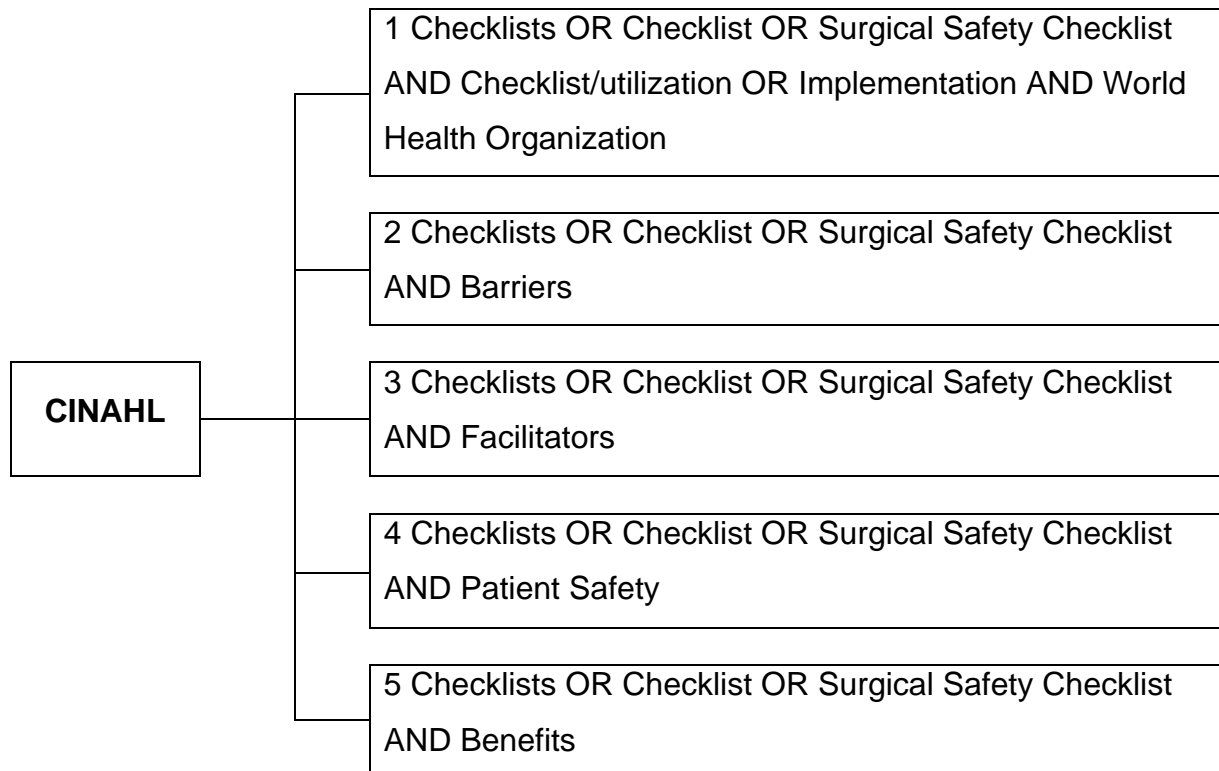 1 Checklists OR Checklist OR Surgical Safety Checklist
AND Checklist/utilization OR Implementation AND World
Health Organization
2 Checklists OR Checklist OR Surgical Safety Checklist
AND Barriers
CINAHL
3 Checklists OR Checklist OR Surgical Safety Checklist
AND Facilitators
4 Checklists OR Checklist OR Surgical Safety Checklist
AND Patient Safety
5 Checklists OR Checklist OR Surgical Safety Checklist
AND Benefits